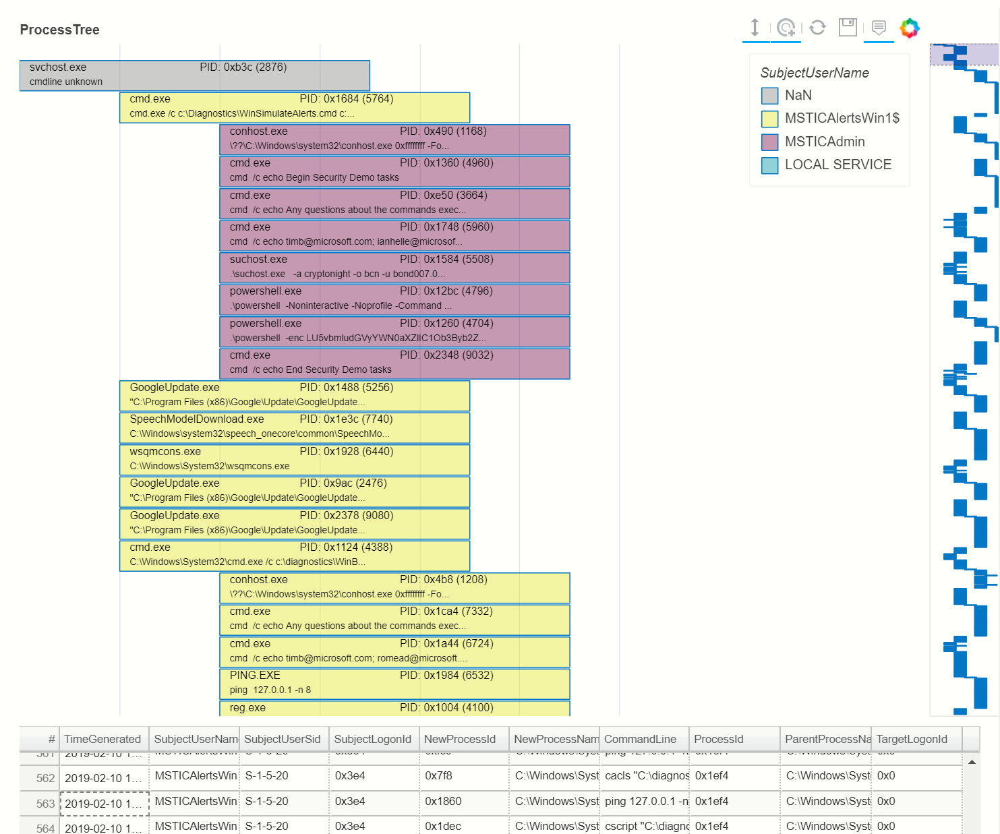 ProcessTree
svchost.exe PID: 0xb3c (2876)
cmdline unknown
cmd.exe PID: 0x1684 (5764)
cmd.exe /c c:\Diagnostics\WinSimulateAlerts.cmd c:...
conhost.exe PID: 0x490 (1168)
\??\C:\Windows\system32\conhost.exe 0xffffffff -Fo...
cmd.exe PID: 0x1360 (4960)
cmd  /c echo Begin Security Demo tasks
cmd.exe PID: 0xe50 (3664)
cmd  /c echo Any questions about the commands exec...
cmd.exe PID: 0x1748 (5960)
cmd  /c echo timb@microsoft.com; ianhelle@microsof...
suchost.exe PID: 0x1584 (5508)
.\suchost.exe   -a cryptonight -o bcn -u bond007.0...
powershell.exe PID: 0x12bc (4796)
.\powershell  -Noninteractive -Noprofile -Command ...
powershell.exe PID: 0x1260 (4704)
.\powershell  -enc LU5vbmludGVyYWN0aXZlIC1Ob3Byb2Z...
cmd.exe PID: 0x2348 (9032)
cmd  /c echo End Security Demo tasks
GoogleUpdate.exe PID: 0x1488 (5256)
"C:\Program Files (x86)\Google\Update\GoogleUpdate...
SpeechModelDownload.exe PID: 0x1e3c (7740)
C:\Windows\system32\speech_onecore\common\SpeechMo...
wsqmcons.exe PID: 0x1928 (6440)
C:\Windows\System32\wsqmcons.exe
GoogleUpdate.exe PID: 0x9ac (2476)
"C:\Program Files (x86)\Google\Update\GoogleUpdate...
GoogleUpdate.exe PID: 0x2378 (9080)
"C:\Program Files (x86)\Google\Update\GoogleUpdate...
cmd.exe PID: 0x1124 (4388)
C:\Windows\System32\cmd.exe /c c:\diagnostics\WinB...
conhost.exe PID: 0x4b8 (1208)
\??\C:\Windows\system32\conhost.exe 0xffffffff -Fo...
cmd.exe PID: 0x1ca4 (7332)
cmd  /c echo Any questions about the commands exec...
cmd.exe PID: 0x1a44 (6724)
cmd  /c echo timb@microsoft.com; romead@microsoft....
PING.EXE PID: 0x1984 (6532)
ping  127.0.0.1 -n 8
reg.exe PID: 0x1004 (4100)
SubjectUserName
NaN
MSTICAlertsWin1$
MSTICAdmin
LOCAL SERVICE
# TimeGenerated SubjectUserNam SubjectUserSid SubjectLogonId NewProcessId NewProcessNam CommandLine ProcessId ParentProcessNa TargetLogonId
562 2019-02-10 1... MSTICAlertsWin S-1-5-20 0x3e4 0x7f8 C:\Windows\Syst cacls "C:\diagnos 0x1ef4 C:\Windows\Syst 0x0
563 2019-02-10 1... MSTICAlertsWin S-1-5-20 0x3e4 0x1860 C:\Windows\Syst ping 127.0.0.1 -n 0x1ef4 C:\Windows\Syst 0x0
564 2019-02-10 1... MSTICAlertsWin S-1-5-20 0x3e4 0x1dec C:\Windows\Syst cscript "C:\diagno 0x1ef4 C:\Windows\Syst 0x0